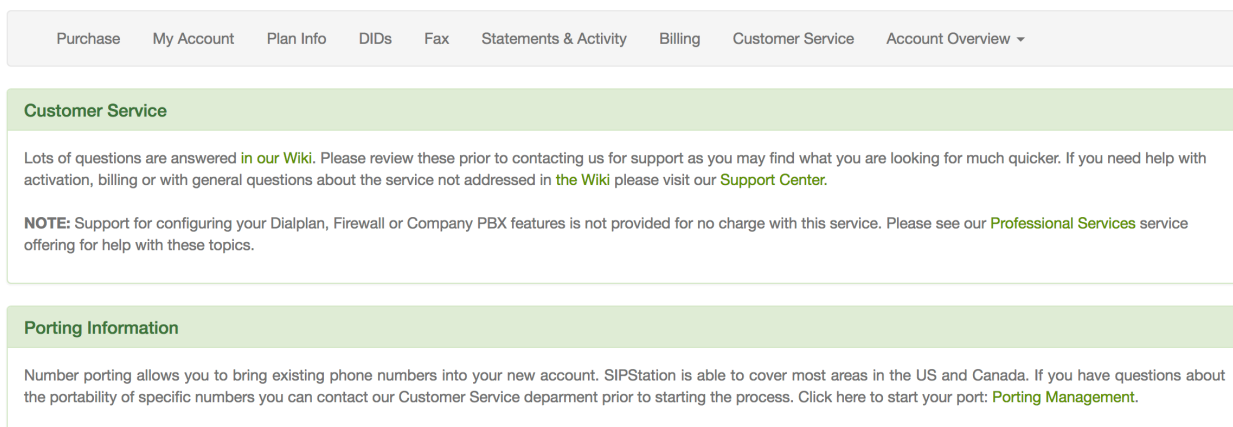 Purchase My Account Plan Info DIDs Fax Statements & Activity Billing Customer Service Account Overview
Customer Service
Lots of questions are answered in our Wiki. Please review these prior to contacting us for support as you may find what you are looking for much quicker. If you need help with
activation, billing or with general questions about the service not addressed in the Wiki please visit our Support Center.
NOTE: Support for configuring your Dialplan, Firewall or Company PBX features is not provided for no charge with this service. Please see our Professional Services service
offering for help with these topics.
Porting Information
Number porting allows you to bring existing phone numbers into your new account. SIPStation is able to cover most areas in the US and Canada. If you have questions about
the portability of specific numbers you can contact our Customer Service deparment prior to starting the process. Click here to start your port: Porting Management.